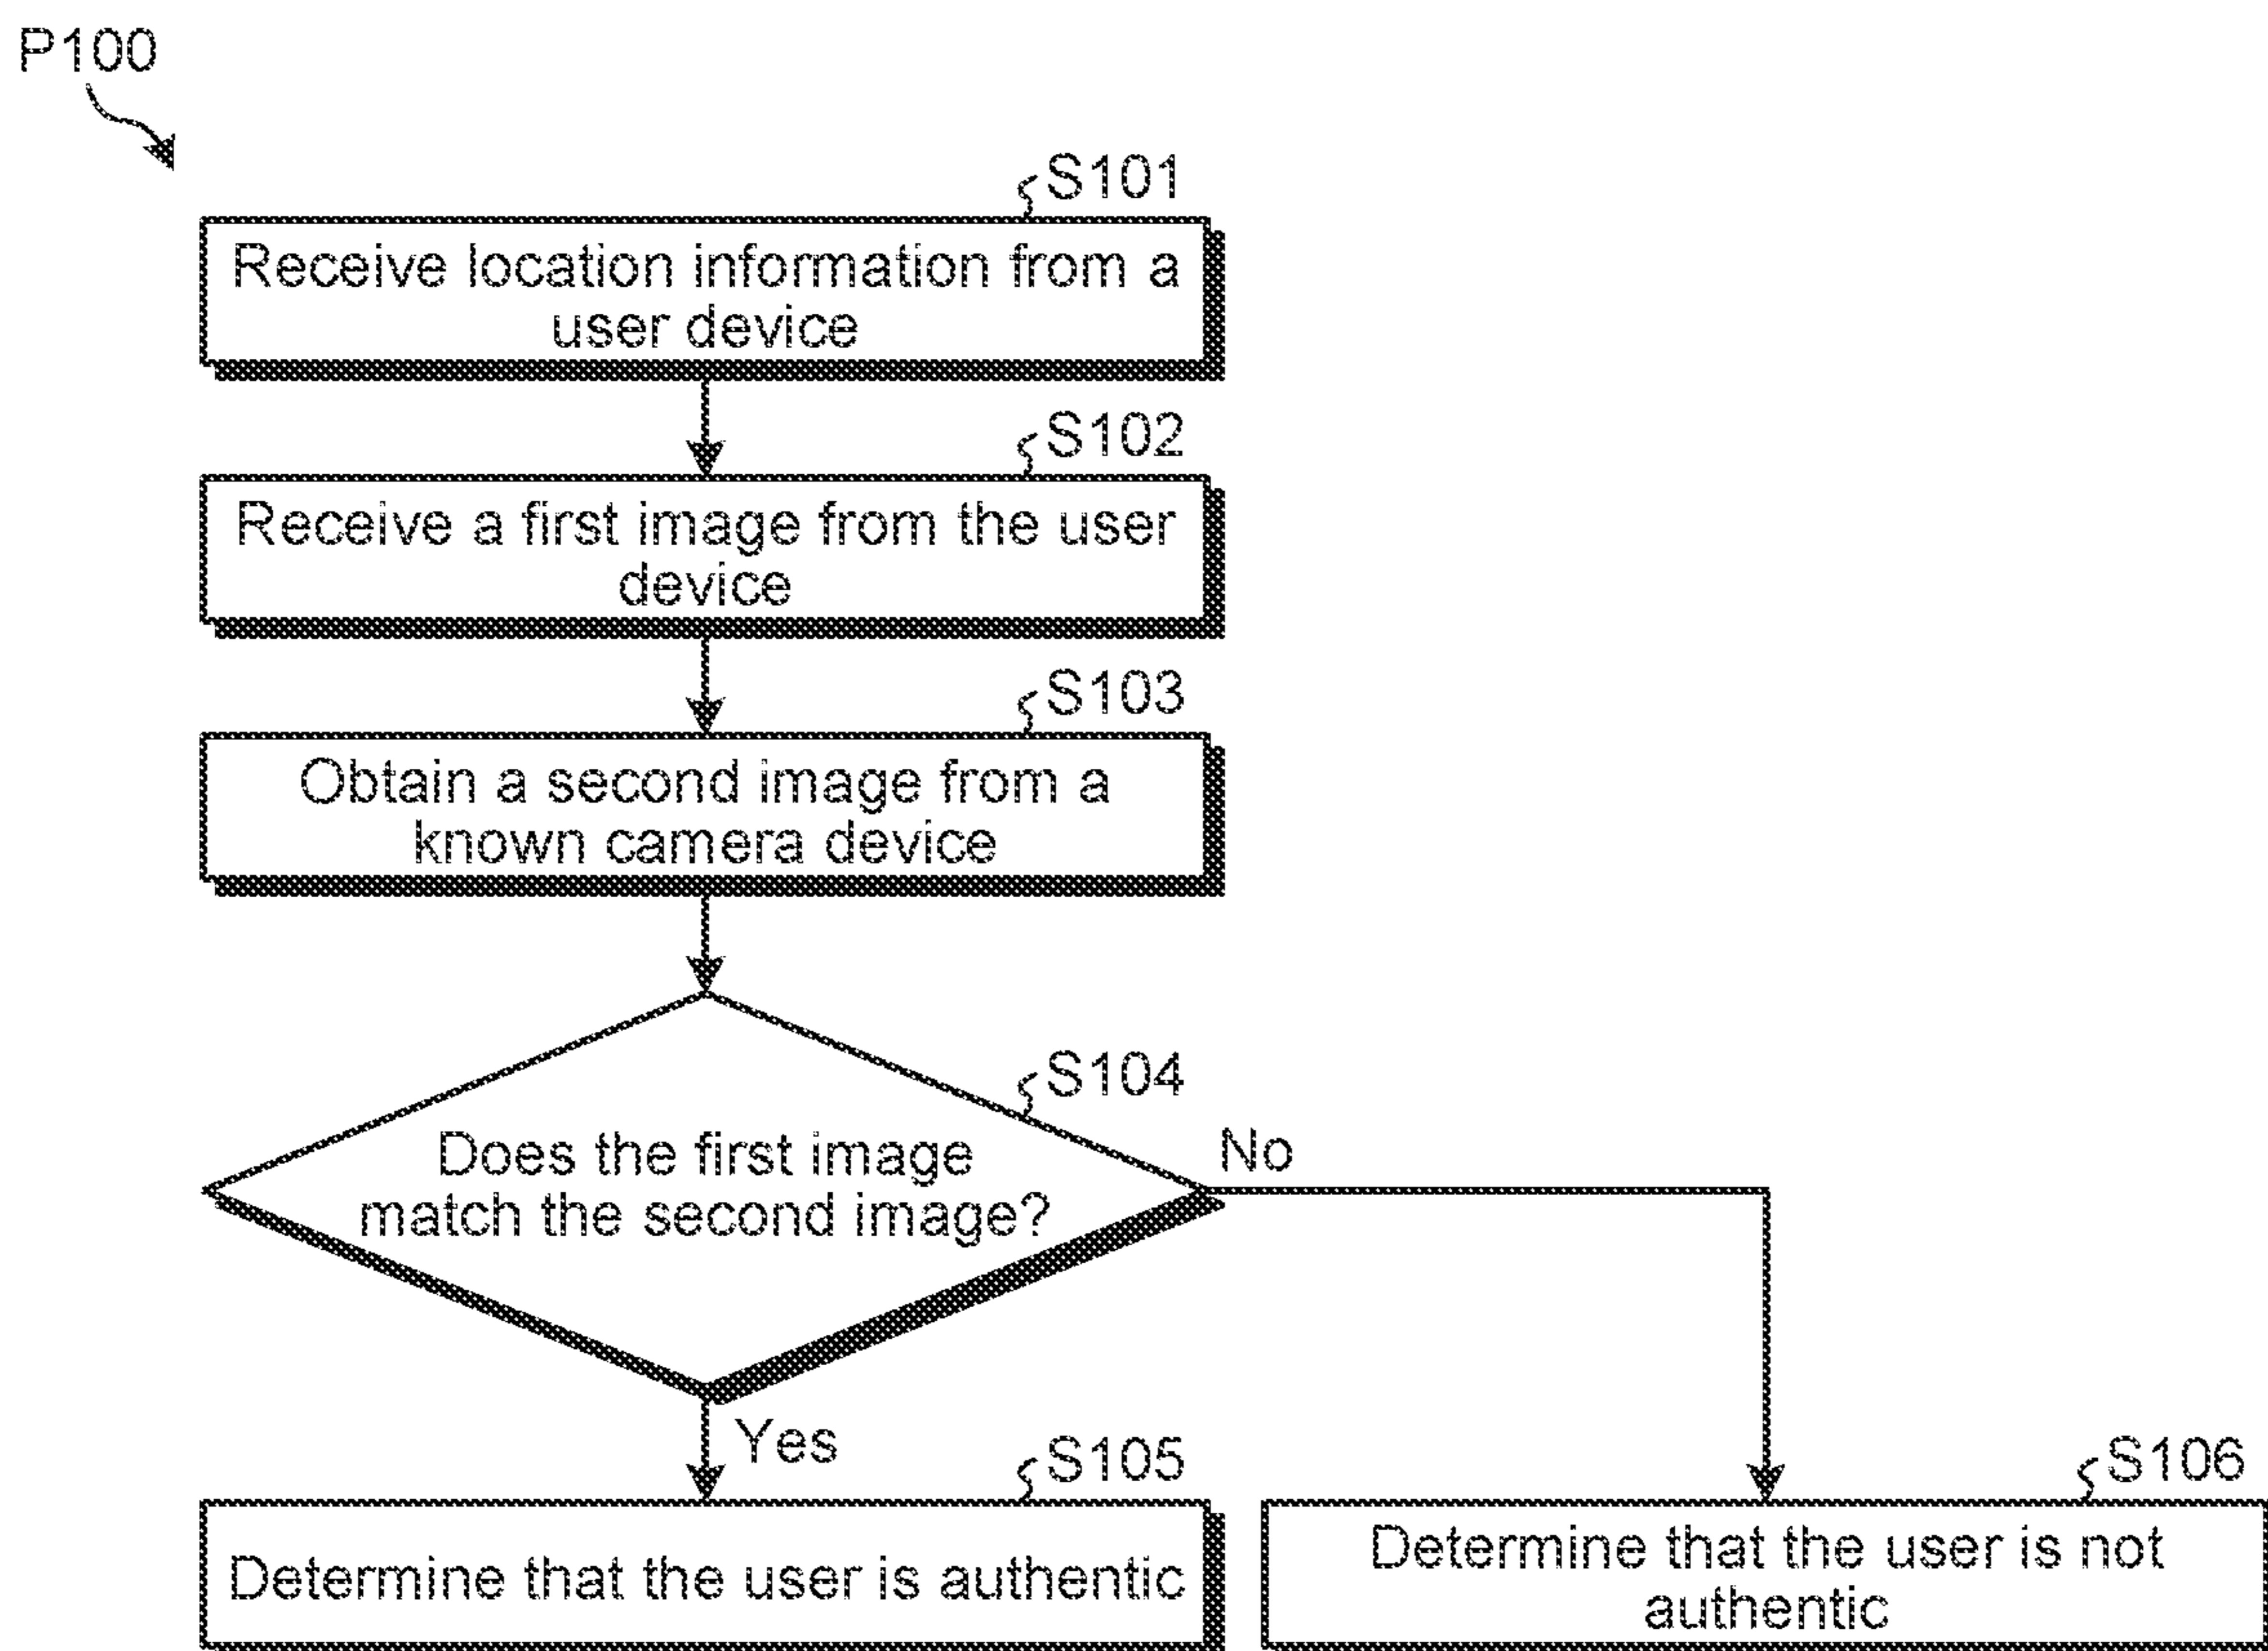 P100
S101
Receive location information from a
user device
S102
Receive a first image from the user
device
S103
Obtain a second image from a
known camera device
S104
Does the first image
match the second image?
No
Yes
S105
Determine that the user is authentic
S106
Determine that the user is not
authentic